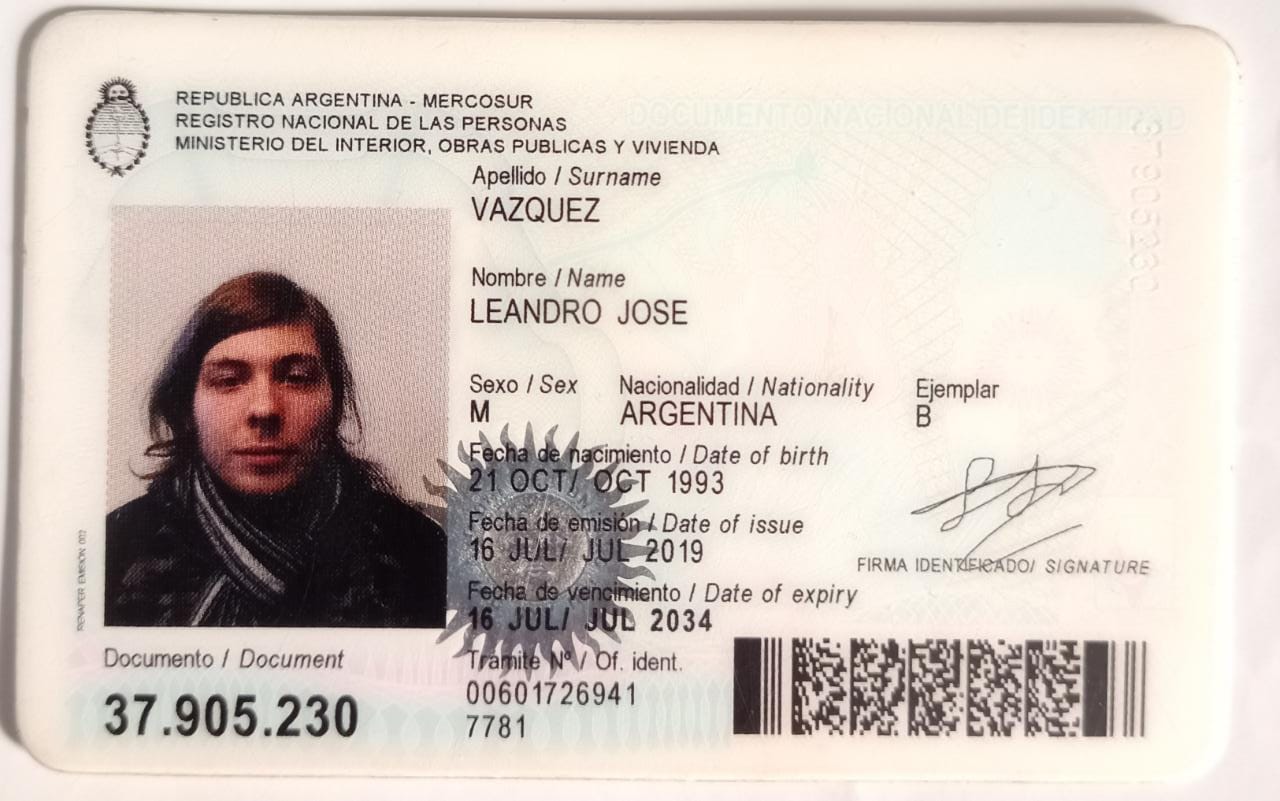 REPUBLICA ARGENTINA - MERCOSUR
REGISTRO NACIONAL DE LAS PERSONAS
MINISTERIO DEL INTERIOR, OBRAS PUBLICAS Y VIVIENDA
DOCUMENTO NACIONAL DE IDENTIDAD
37905230
Apellido / Surname
VAZQUEZ
Nombre / Name
LEANDRO JOSE
Sexo / Sex Nacionalidad / Nationality Ejemplar
M ARGENTINA B
Fecha de nacimiento / Date of birth
21 OCT/ OCT 1993
Fecha de emisión / Date of issue
16 JUL/ JUL 2019
FIRMA IDENTIFICADO/ SIGNATURE
Fecha de vencimiento / Date of expiry
16 JUL/ JUL 2034
RENAPER EMISION 002
Documento / Document
37.905.230
Trámite Nº / Of. ident.
00601726941
7781